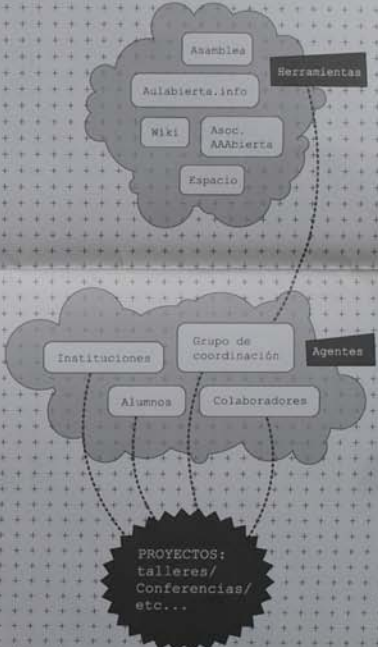 Asamblea
Herramientas
Aulabierta.info
Wiki
Asoc.
AAAbierta
Espacio
Instituciones
Grupo de
coordinación
Agentes
Alumnos
Colaboradores
PROYECTOS:
talleres/
Conferencias/
etc...